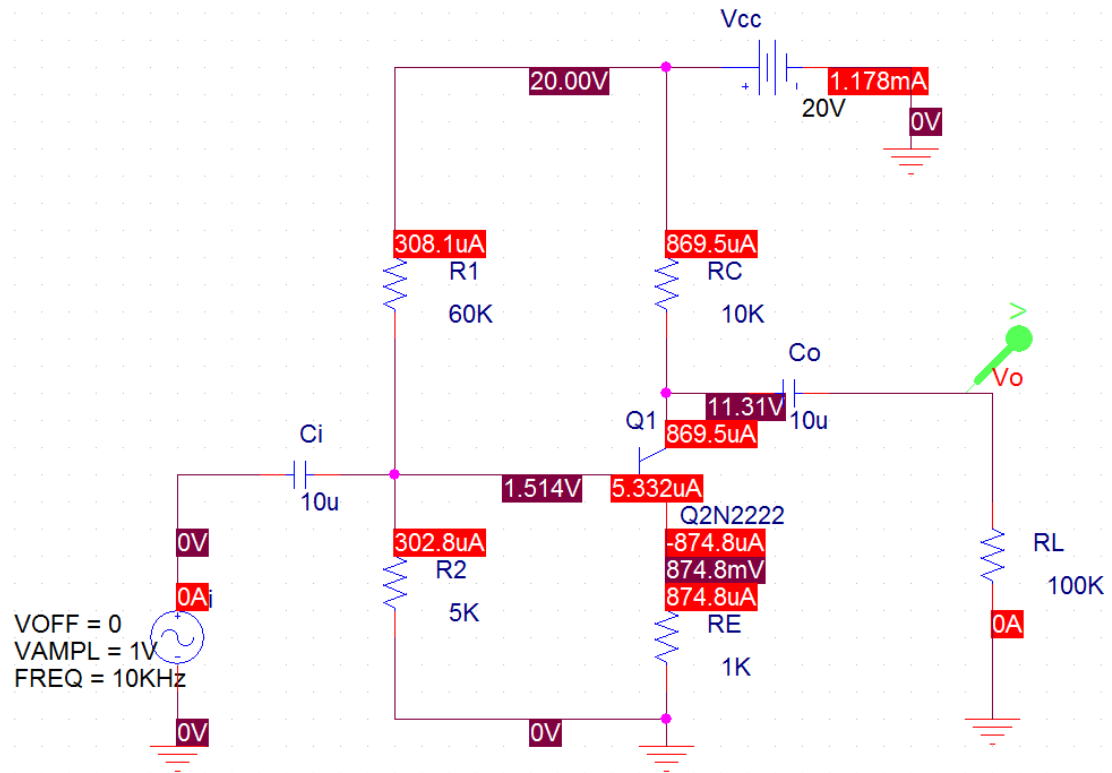 Vcc
20.00V
1.178mA
20V
0V
308.1uA
869.5uA
R1
RC
60K
10K
Co
V
Vo
11.31V
10u
Q1
869.5uA
Ci
10u
1.514V
5.332uA
Q2N2222
0V
302.8uA
-874.8uA
R2
874.8mV
RL
5K
874.8uA
100K
0Ai
RE
0A
VOFF = 0
VAMPL = 1V
FREQ = 10KHz
1K
0V
0V